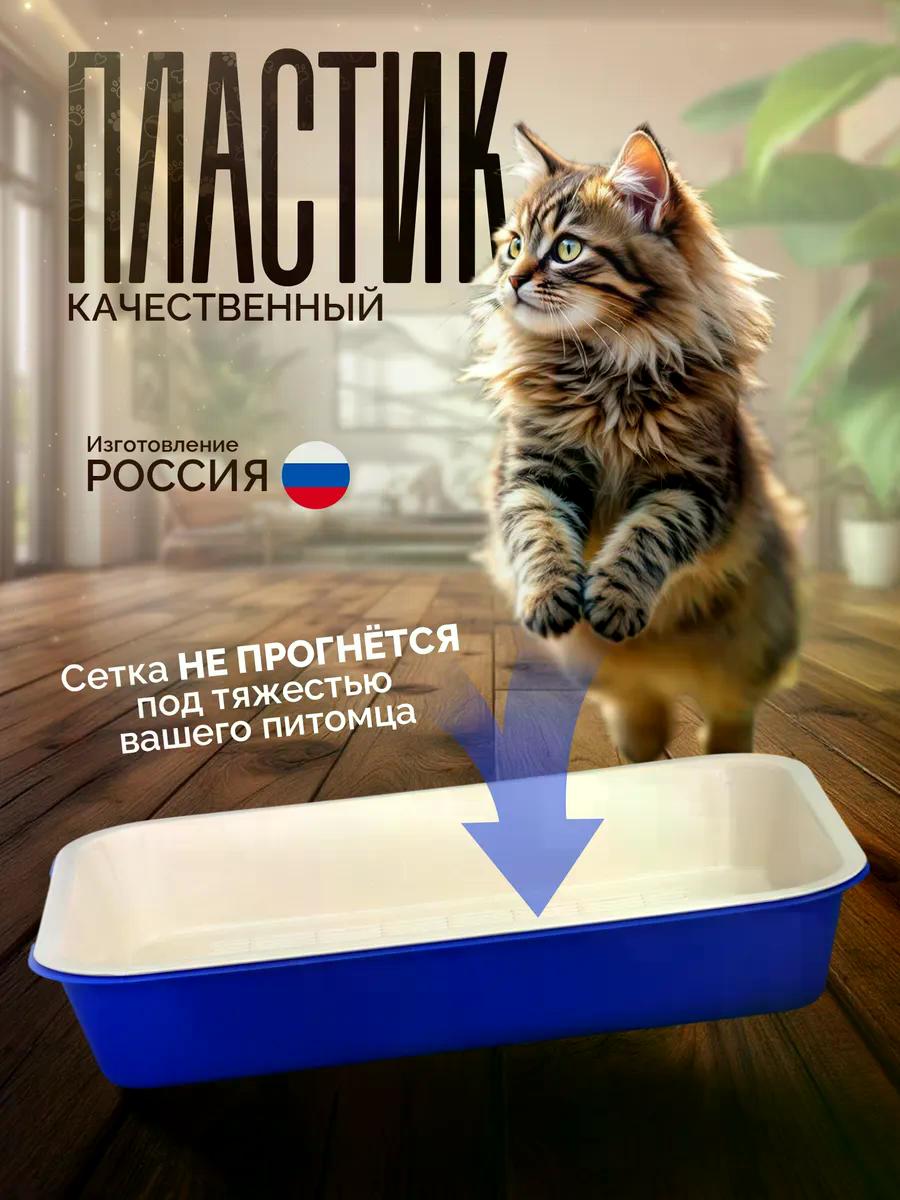 ПЛАСТИК
КАЧЕСТВЕННЫЙ
Изготовление
РОССИЯ
Сетка НЕ ПРОГНЁТСЯ
под тяжестью
вашего питомца